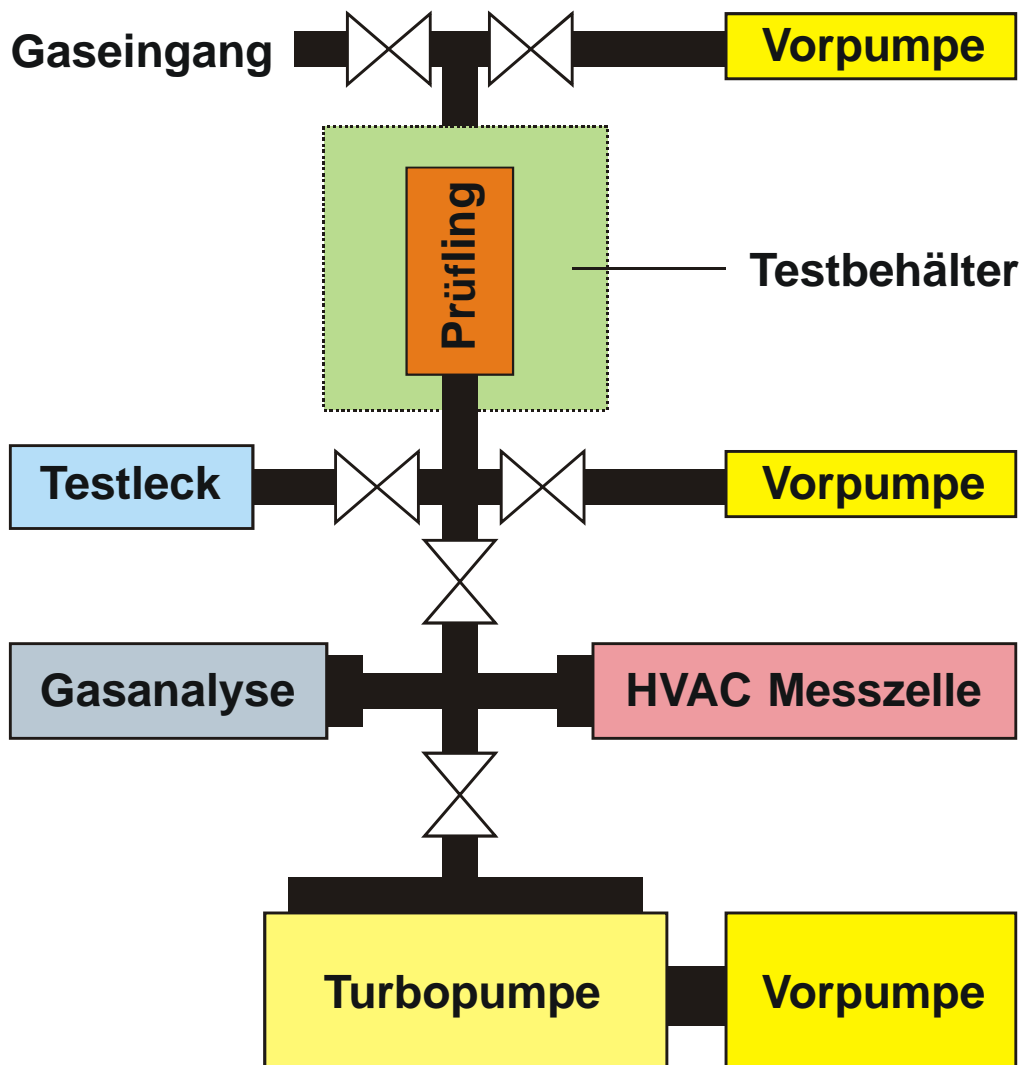 Gaseingang
Vorpumpe
Prüfling
Testbehälter
Testleck
Vorpumpe
Gasanalyse
HVAC Messzelle
Turbopumpe
Vorpumpe